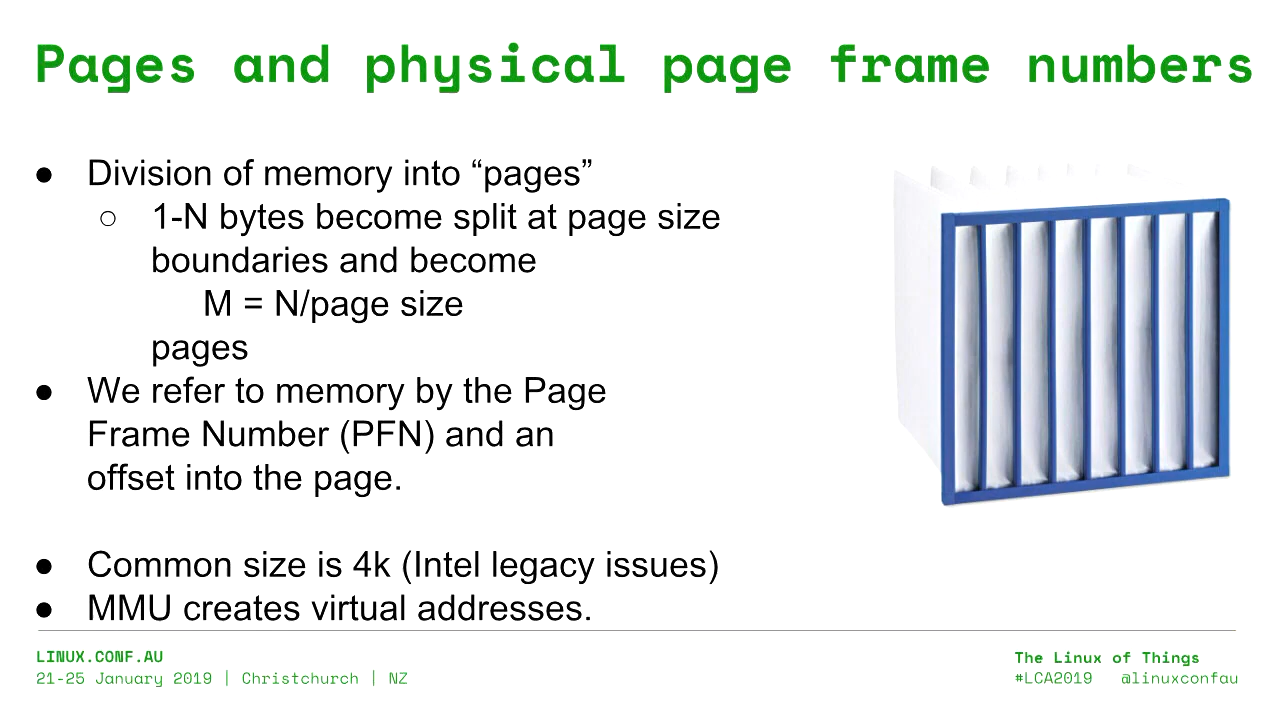 Pages and physical page frame numbers
● Division of memory into “pages”
○ 1-N bytes become split at page size
boundaries and become
M = N/page size
pages
● We refer to memory by the Page
Frame Number (PFN) and an
offset into the page.
● Common size is 4k (Intel legacy issues)
● MMU creates virtual addresses.
LINUX.CONF.AU
21-25 January 2019 | Christchurch | NZ
The Linux of Things
#LCA2019 @linuxconfau